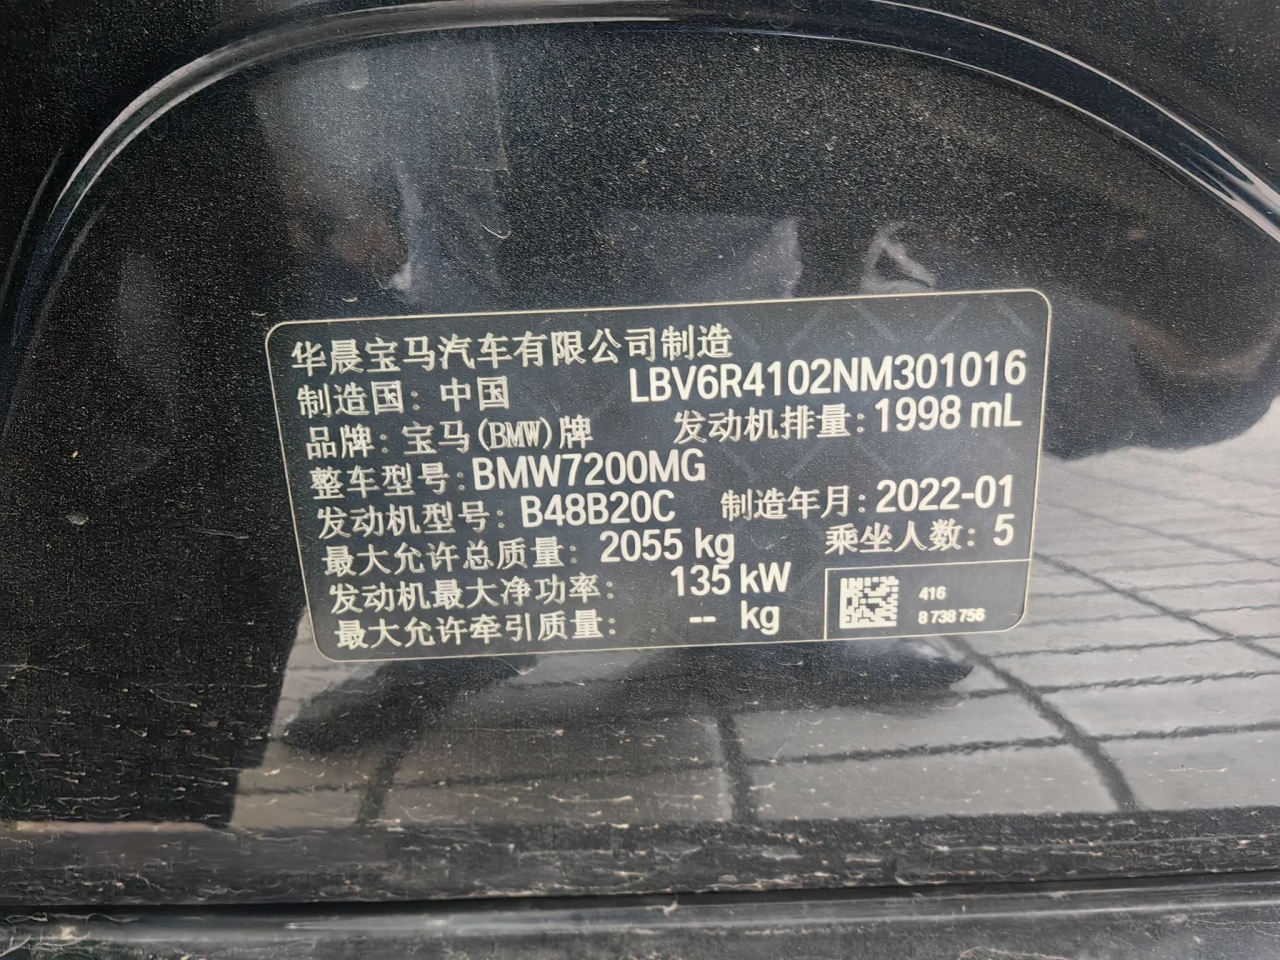 华晨宝马汽车有限公司制造
制造国：中国 LBV6R4102NM301016
品牌：宝马(BMW)牌 发动机排量：1998 mL
整车型号：BMW7200MG
发动机型号：B48B20C 制造年月：2022-01
最大允许总质量：2055 kg 乘坐人数：5
发动机最大净功率：135 kW
最大允许牵引质量：-- kg
416
8 738 756